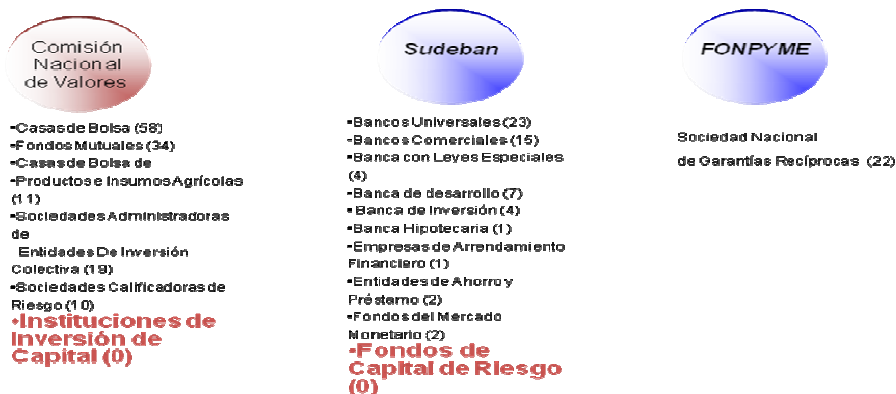 Comisión
Nacional
de Valores
•Casas de Bolsa (58)
•Fondos Mutuales (34)
•Casas de Bolsa de
•Productos e Insumos Agrícolas
(11)
•Sociedades Administradoras
de
Entidades De Inversión
Colectiva (19)
•Sociedades Calificadoras de
Riesgo (10)
•Instituciones de
Inversión de
Capital (0)
Sudeban
•Bancos Universales (23)
•Bancos Comerciales (15)
•Banca con Leyes Especiales
(4)
•Banca de desarrollo (7)
• Banca de Inversión (4)
•Banca Hipotecaria (1)
•Empresas de Arrendamiento
Financiero (1)
•Entidades de Ahorro y
Préstamo (2)
•Fondos del Mercado
Monetario (2)
•Fondos de
Capital de Riesgo
(0)
FONPYME
Sociedad Nacional
de Garantías Recíprocas (22)